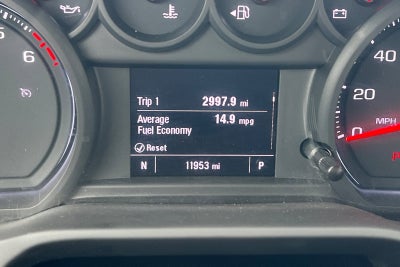 5
6
40
20
0
MPH
Trip 1 2997.9 mi
Average 14.9 mpg
Fuel Economy
Reset
N 11953 mi P